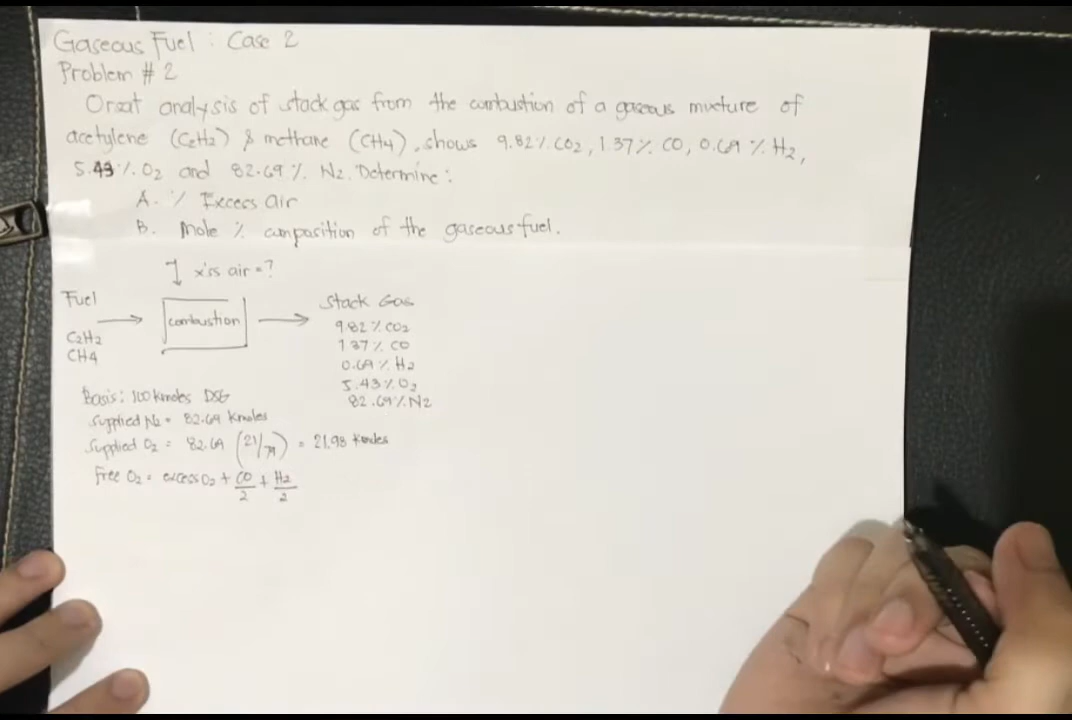 Gaseous Fuel : Case 2
Problem # 2
Orsat analysis of stack gas from the combustion of a gaseous mixture of
acetylene (C2H2) & methane (CH4), shows 9.82% CO2, 1.37% CO, 0.69% H2,
5.43% O2 and 82.69% N2. Determine:
A. % Excess air
B. Mole % composition of the gaseous fuel.
x'ss air = ?
Fuel
combustion
Stack Gas
C2H2
CH4
9.82% CO2
1.37% CO
0.69% H2
5.43% O2
82.69% N2
Basis: 100 kmoles DSG
Supplied N2 = 82.69 Kmoles
Supplied O2 = 82.69 (21/79) = 21.98 Kmoles
Free O2 = excess O2 + CO/2 + H2/2